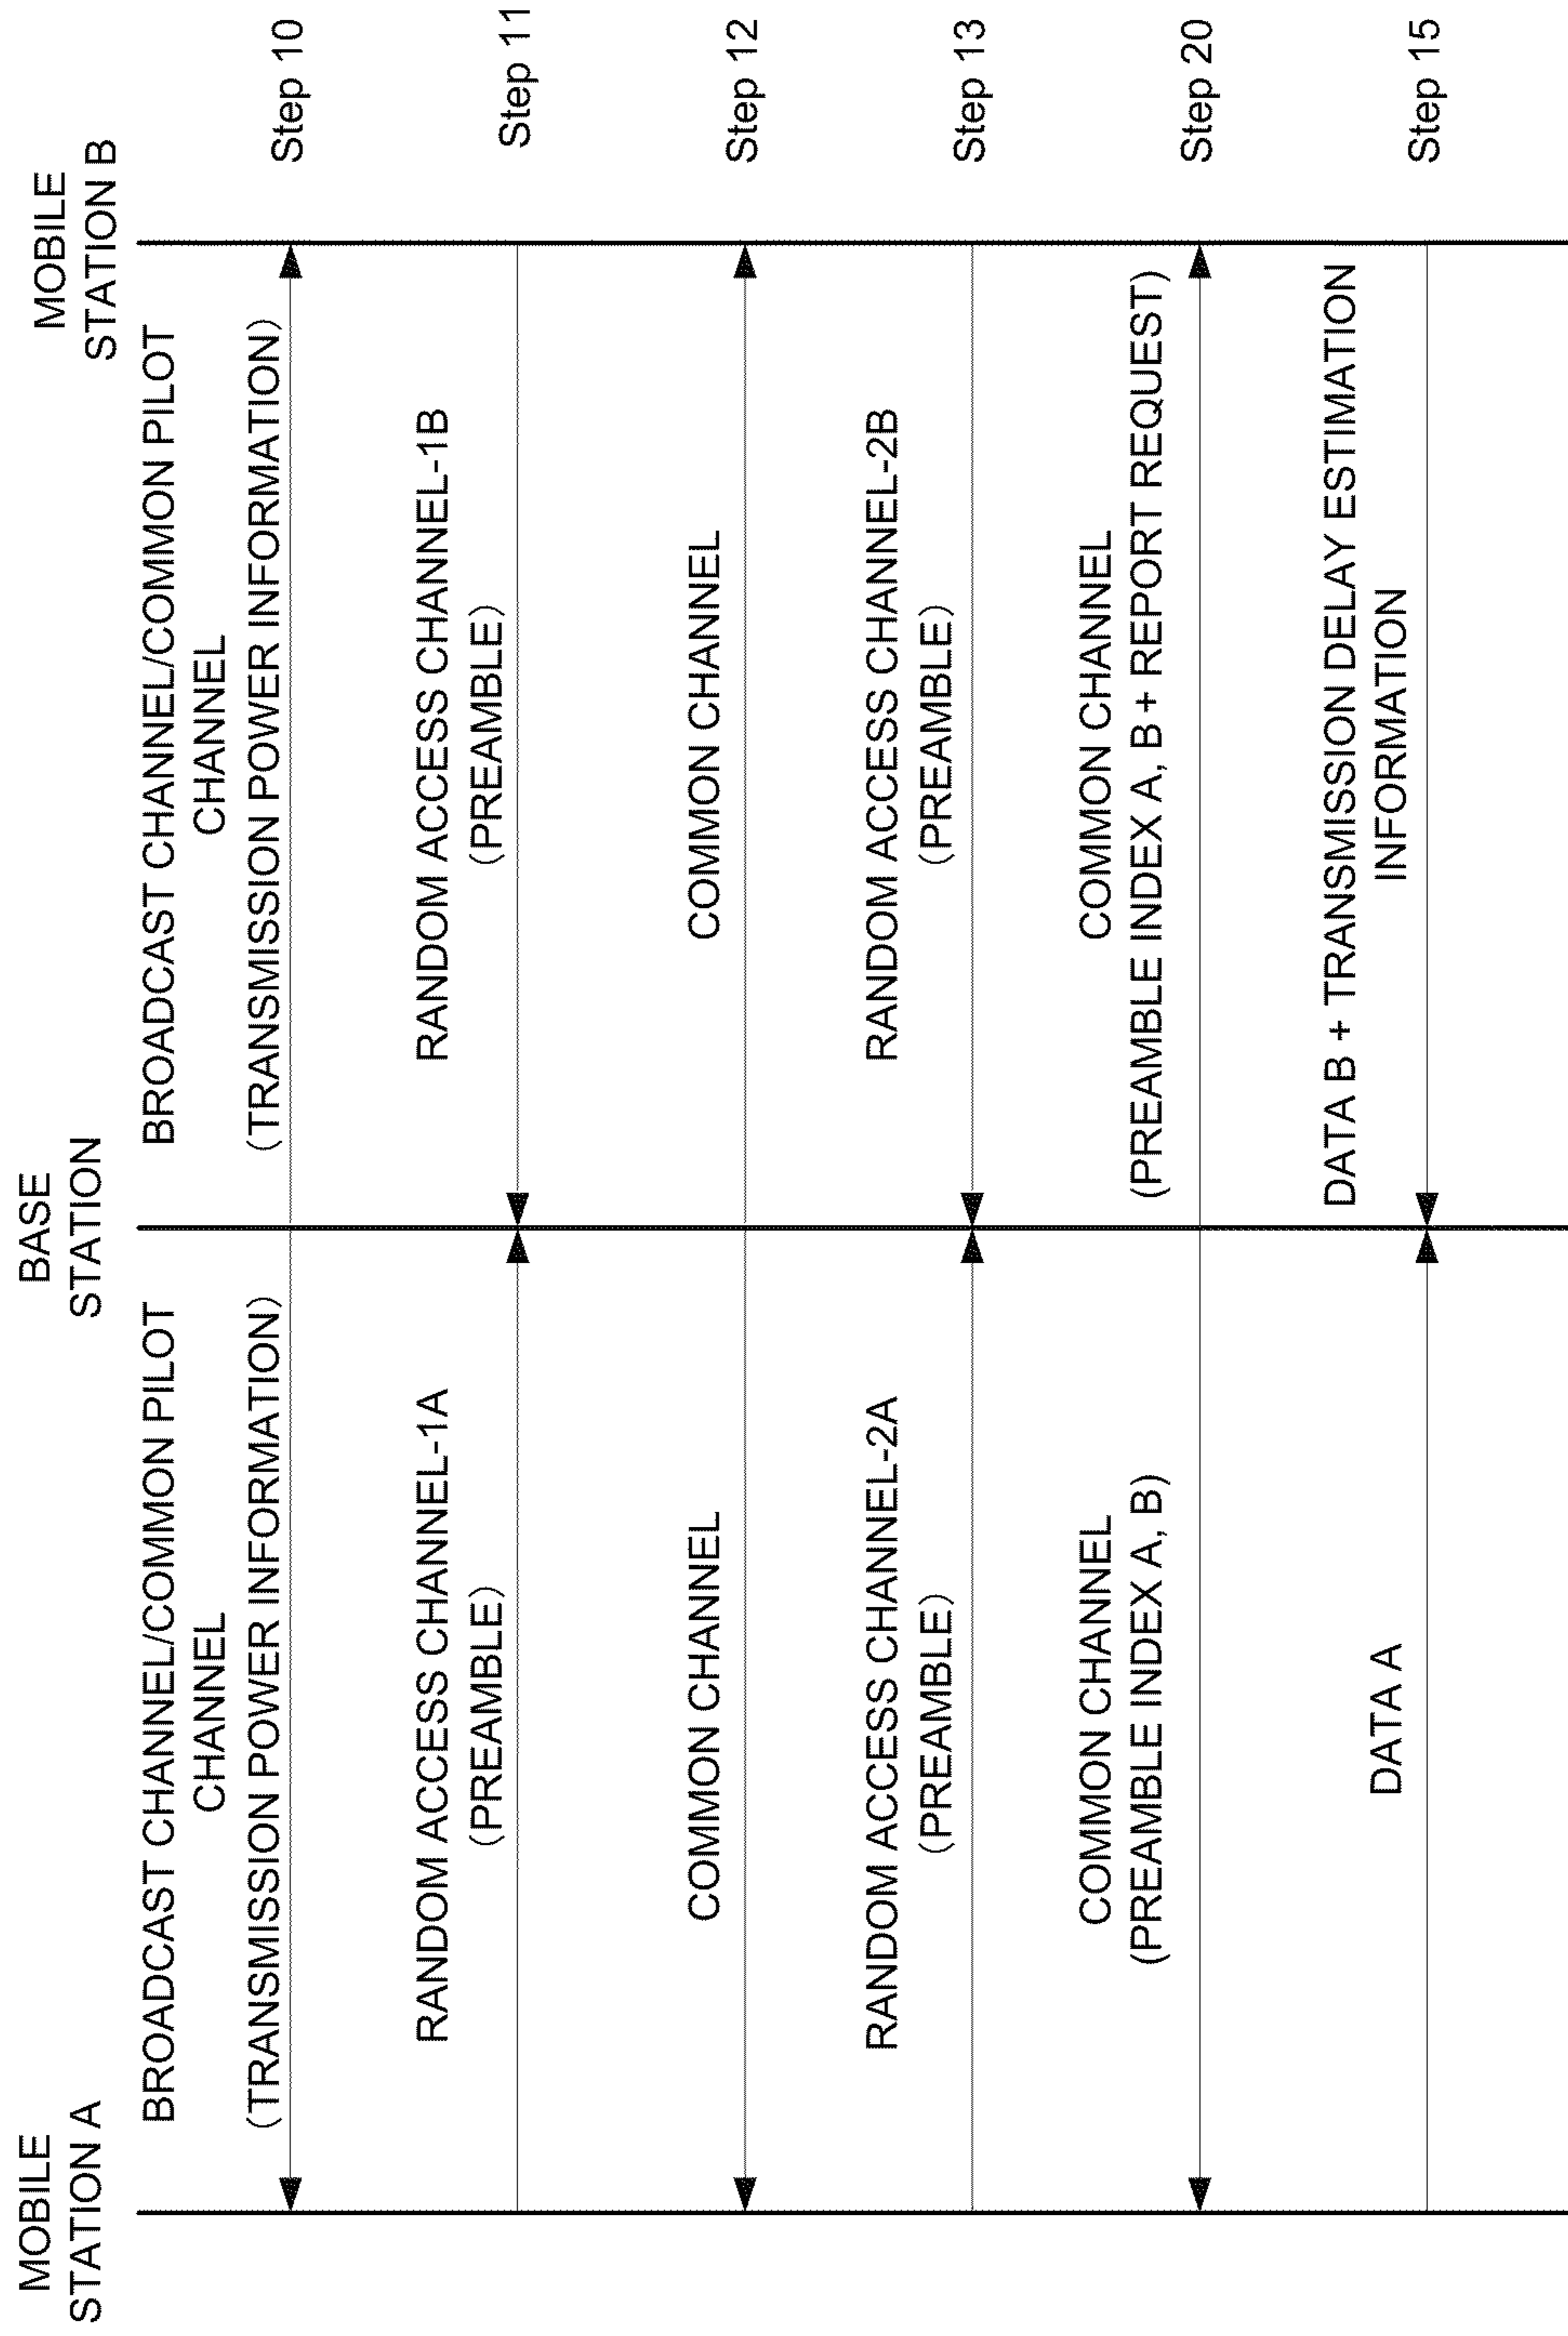 MOBILE
STATION A
BASE
STATION
MOBILE
STATION B
BROADCAST CHANNEL/COMMON PILOT
CHANNEL
(TRANSMISSION POWER INFORMATION)
BROADCAST CHANNEL/COMMON PILOT
CHANNEL
(TRANSMISSION POWER INFORMATION)
Step 10
RANDOM ACCESS CHANNEL-1A
(PREAMBLE)
RANDOM ACCESS CHANNEL-1B
(PREAMBLE)
Step 11
COMMON CHANNEL
COMMON CHANNEL
Step 12
RANDOM ACCESS CHANNEL-2A
(PREAMBLE)
RANDOM ACCESS CHANNEL-2B
(PREAMBLE)
Step 13
COMMON CHANNEL
(PREAMBLE INDEX A, B)
COMMON CHANNEL
(PREAMBLE INDEX A, B + REPORT REQUEST)
Step 20
DATA A
DATA B + TRANSMISSION DELAY ESTIMATION
INFORMATION
Step 15